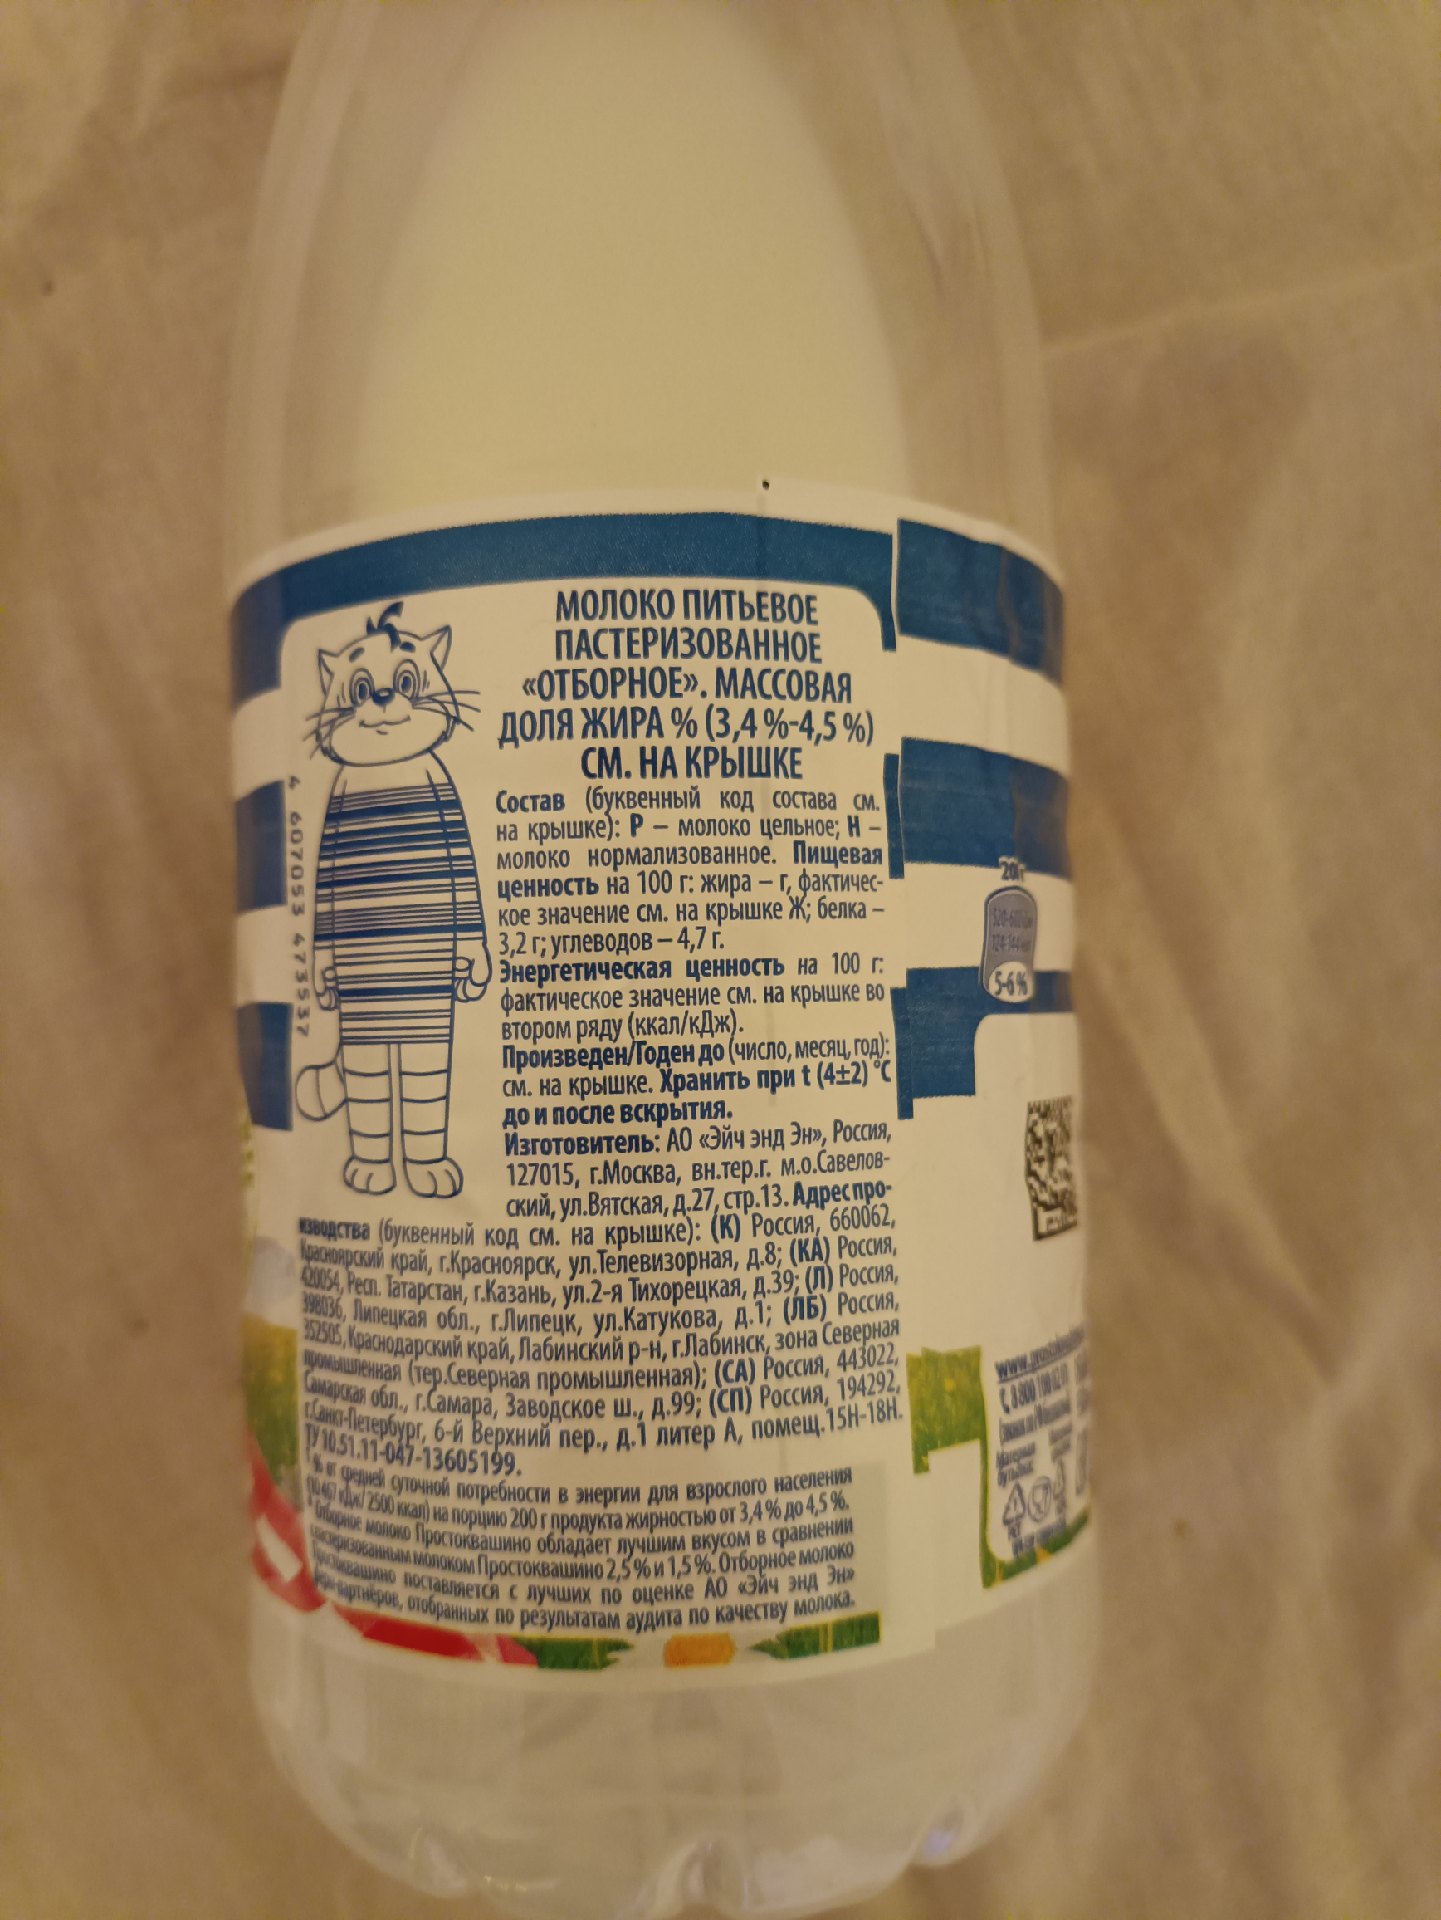 МОЛОКО ПИТЬЕВОЕ
ПАСТЕРИЗОВАННОЕ
«ОТБОРНОЕ». МАССОВАЯ
ДОЛЯ ЖИРА % (3,4 %-4,5 %)
СМ. НА КРЫШКЕ
Состав (буквенный код состава см.
на крышке): Р – молоко цельное; Н –
молоко нормализованное. Пищевая
ценность на 100 г: жира – г, фактичес-
кое значение см. на крышке Ж; белка –
3,2 г; углеводов – 4,7 г.
Энергетическая ценность на 100 г:
фактическое значение см. на крышке во
втором ряду (ккал/кДж).
Произведен/Годен до (число, месяц, год):
см. на крышке. Хранить при t (4±2) °С
до и после вскрытия.
Изготовитель: АО «Эйч энд Эн», Россия,
127015, г.Москва, вн.тер.г. м.о.Савелов-
ский, ул.Вятская, д.27, стр.13. Адрес про-
изводства (буквенный код см. на крышке): (К) Россия, 660062,
Красноярский край, г.Красноярск, ул.Телевизорная, д.8; (КА) Россия,
420054, Респ. Татарстан, г.Казань, ул.2-я Тихорецкая, д.39; (Л) Россия,
398036, Липецкая обл., г.Липецк, ул.Катукова, д.1; (ЛБ) Россия,
352505, Краснодарский край, Лабинский р-н, г.Лабинск, зона Северная
промышленная (тер.Северная промышленная); (СА) Россия, 443022,
Самарская обл., г.Самара, Заводское ш., д.99; (СП) Россия, 194292,
г.Санкт-Петербург, 6-й Верхний пер., д.1 литер А, помещ.15Н-18Н.
ТУ 10.51.11-047-13605199.
% от средней суточной потребности в энергии для взрослого населения
(10 467 кДж/ 2500 ккал) на порцию 200 г продукта жирностью от 3,4 % до 4,5 %.
Отборное молоко Простоквашино обладает лучшим вкусом в сравнении
пастеризованным молоком Простоквашино 2,5 % и 1,5 %. Отборное молоко
Простоквашино поставляется с лучших по оценке АО «Эйч энд Эн»
отобранных по результатам аудита по качеству молока.
4 607053 473537
200 г
5-6 %